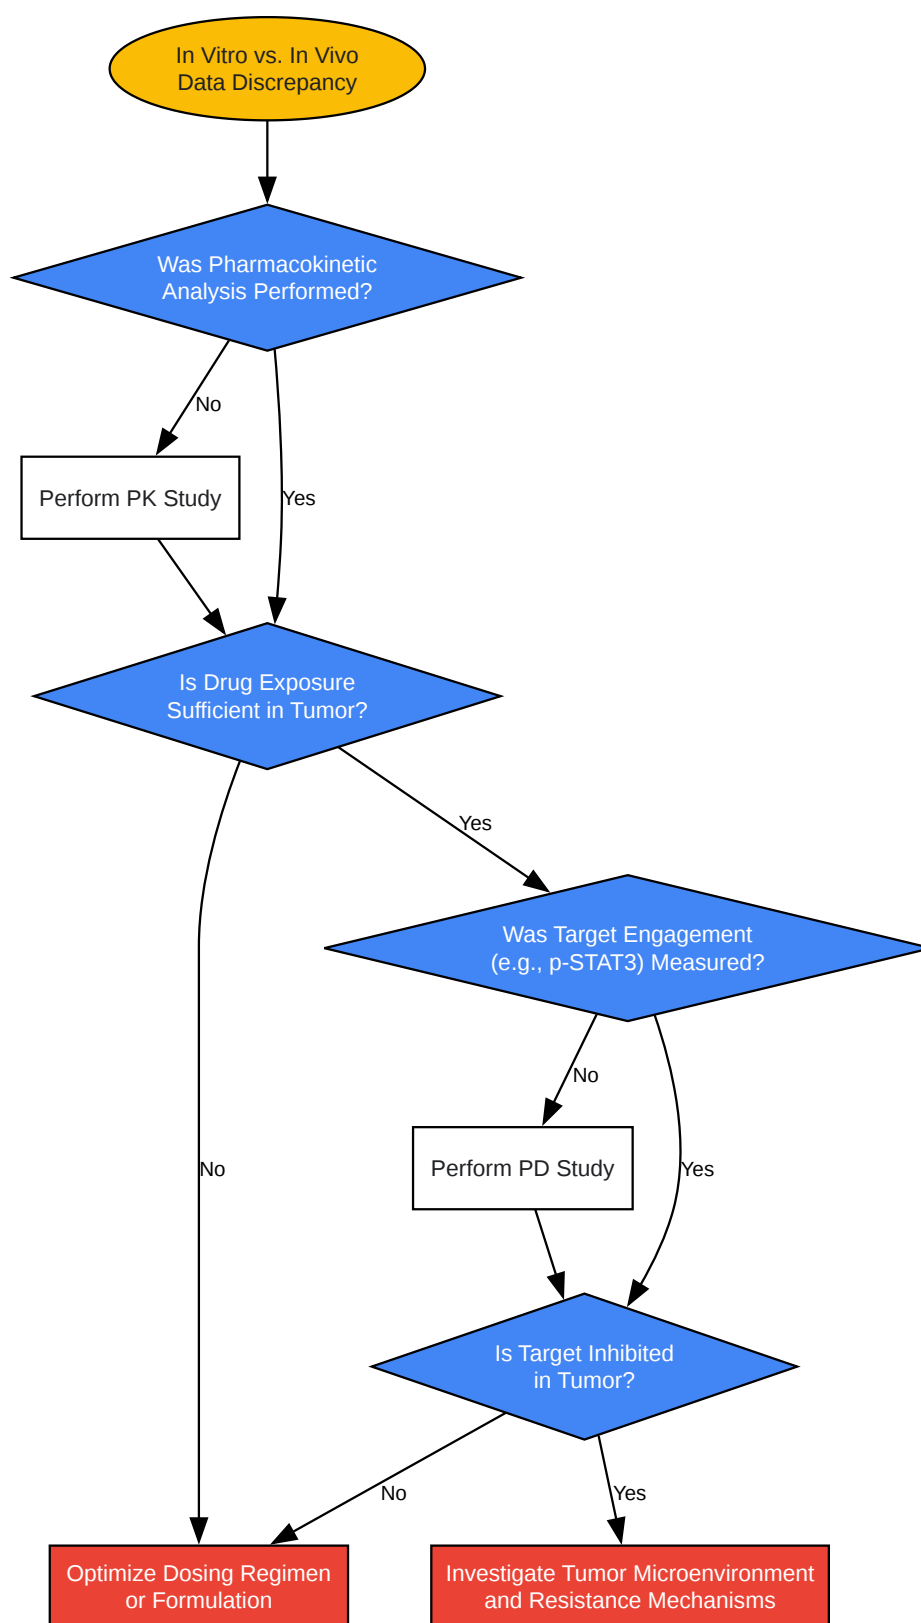 In Vitro vs. In Vivo
Data Discrepancy
Was Pharmacokinetic
Analysis Performed?
No
Perform PK Study
Yes
Is Drug Exposure
Sufficient in Tumor?
Yes
Was Target Engagement
(e.g., p-STAT3) Measured?
No
Perform PD Study
No
Yes
Is Target Inhibited
in Tumor?
No
Yes
Optimize Dosing Regimen
or Formulation
Investigate Tumor Microenvironment
and Resistance Mechanisms